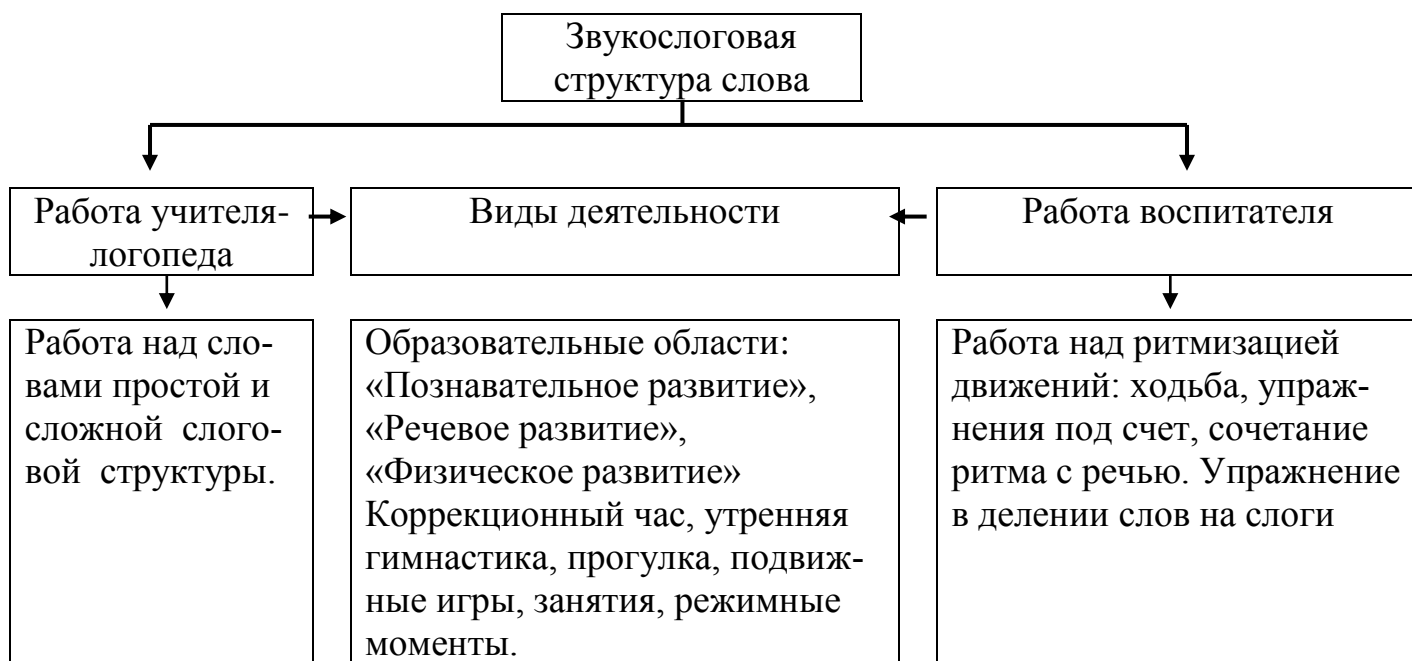 Звукослоговая
структура слова
Работа учителя-
логопеда
Виды деятельности
Работа воспитателя
Работа над сло-
вами простой и
сложной слого-
вой структуры.
Образовательные области:
«Познавательное развитие»,
«Речевое развитие»,
«Физическое развитие»
Коррекционный час, утренняя
гимнастика, прогулка, подвиж-
ные игры, занятия, режимные
моменты.
Работа над ритмизацией
движений: ходьба, упраж-
нения под счет, сочетание
ритма с речью. Упражнение
в делении слов на слоги